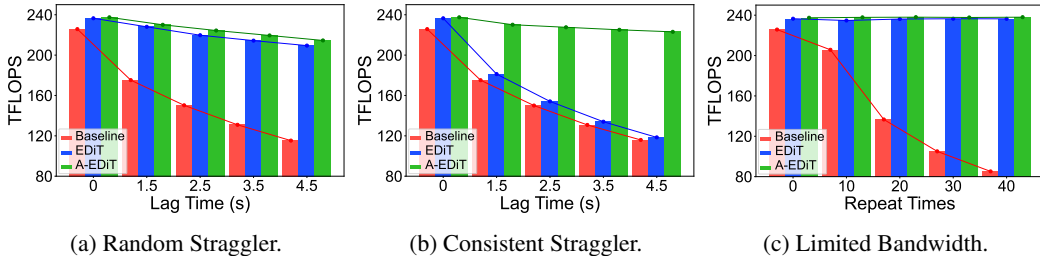 TFLOPS
240
200
160
120
80
Baseline
EDiT
A-EDiT
0 1.5 2.5 3.5 4.5
Lag Time (s)
(a) Random Straggler.
TFLOPS
240
200
160
120
80
Baseline
EDiT
A-EDiT
0 1.5 2.5 3.5 4.5
Lag Time (s)
(b) Consistent Straggler.
TFLOPS
240
200
160
120
80
Baseline
EDiT
A-EDiT
0 10 20 30 40
Repeat Times
(c) Limited Bandwidth.